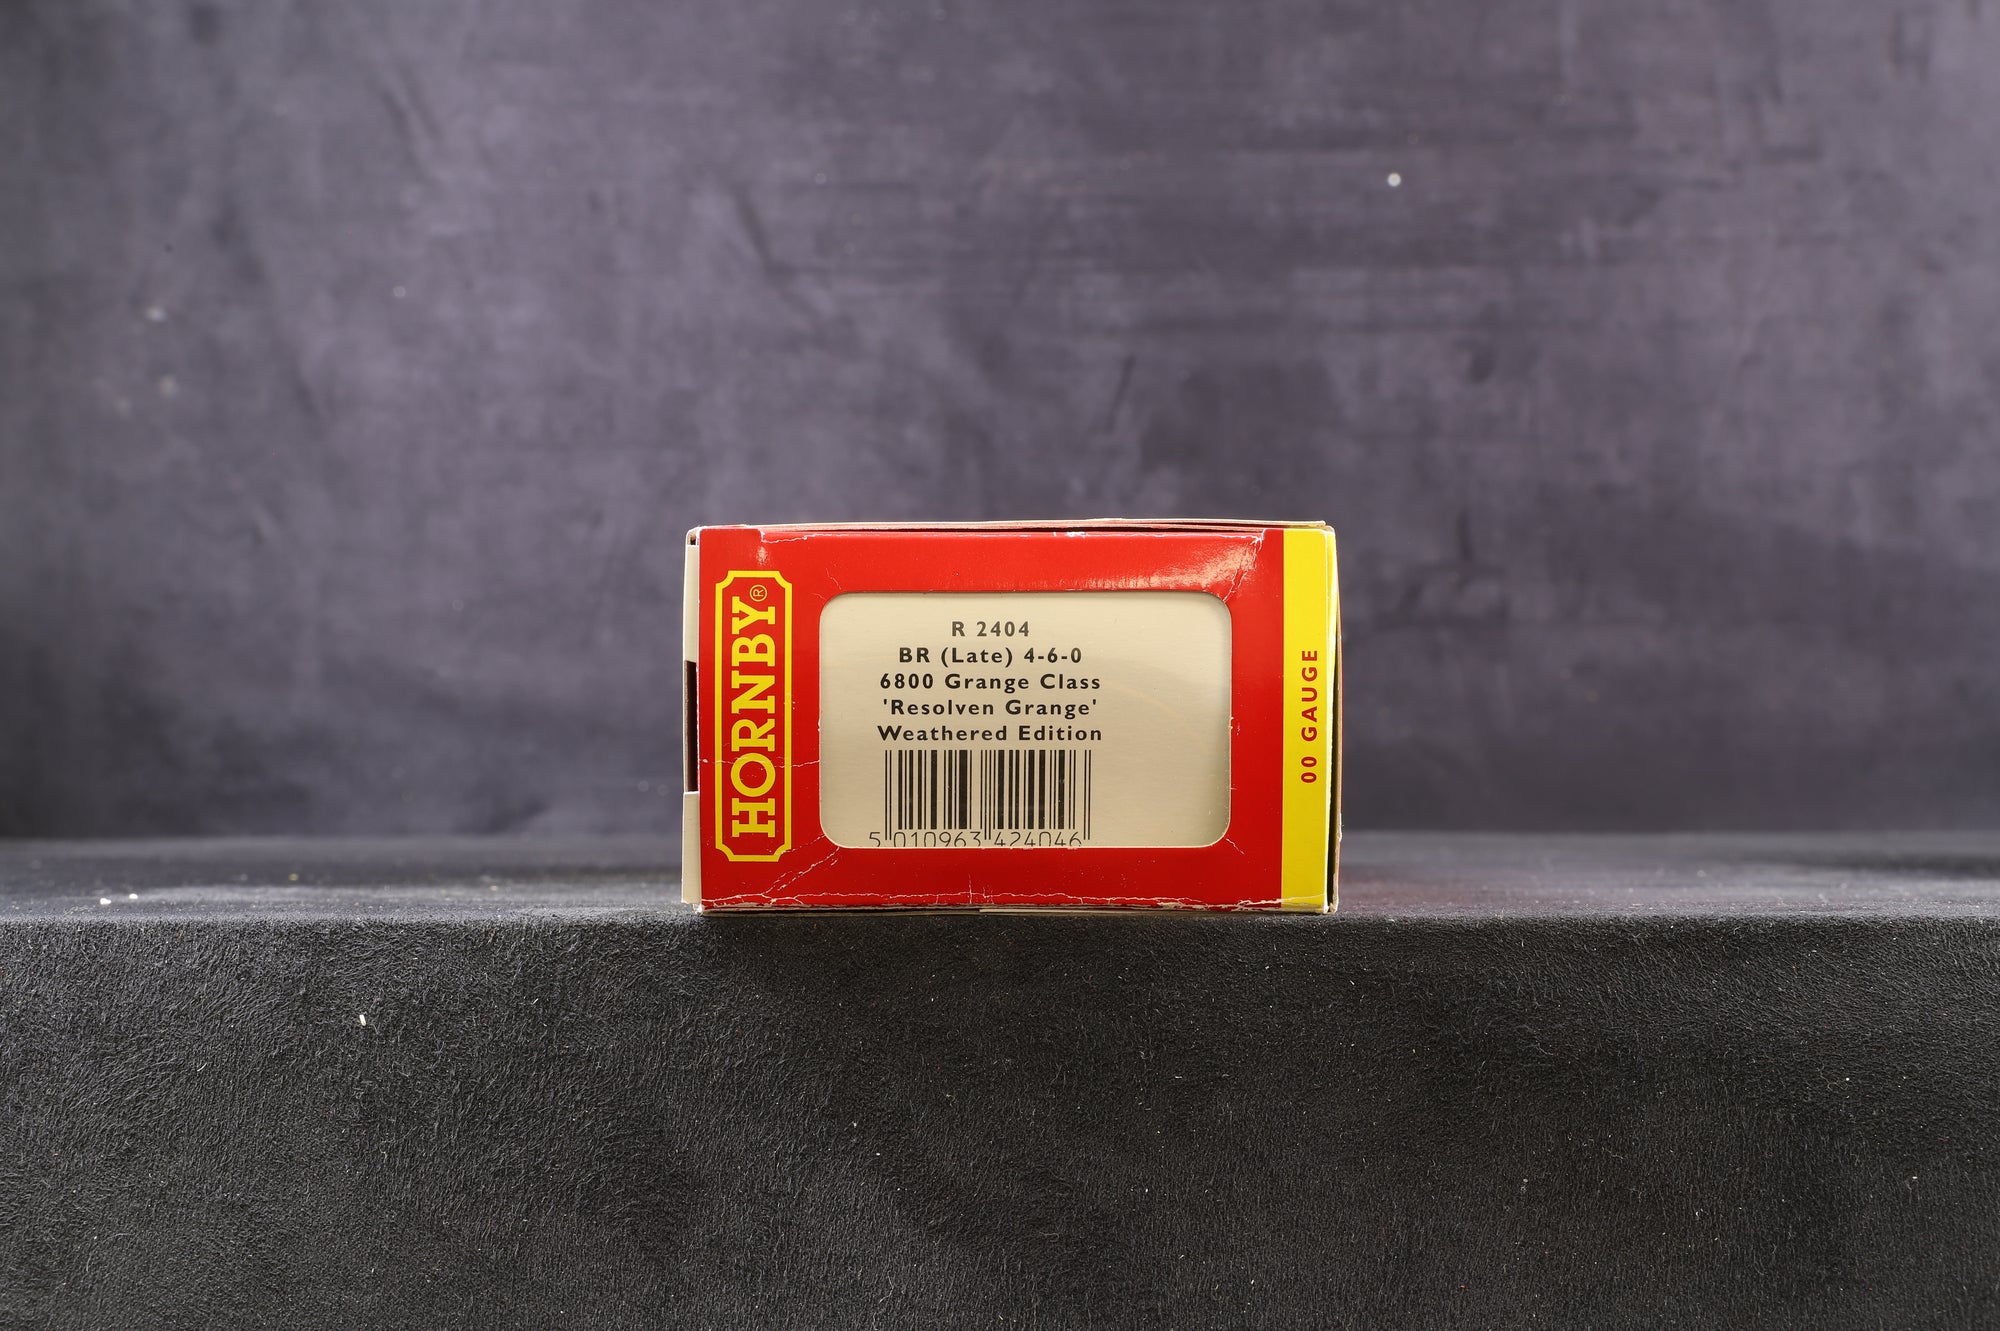 HORNBY®
R 2404
BR (Late) 4-6-0
6800 Grange Class
'Resolven Grange'
Weathered Edition
5 010963 424046
00 GAUGE